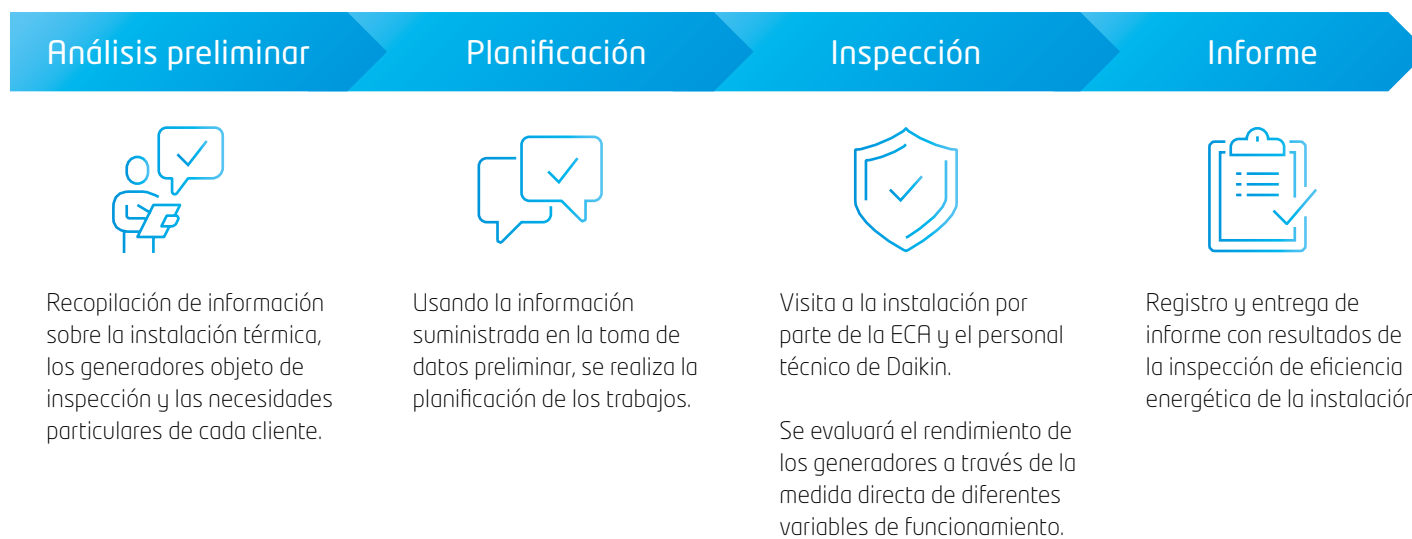 Análisis preliminar
Planificación
Inspección
Informe
Recopilación de información
sobre la instalación térmica,
los generadores objeto de
inspección y las necesidades
particulares de cada cliente.
Usando la información
suministrada en la toma de
datos preliminar, se realiza la
planificación de los trabajos.
Visita a la instalación por
parte de la ECA y el personal
técnico de Daikin.
Se evaluará el rendimiento de
los generadores a través de la
medida directa de diferentes
variables de funcionamiento.
Registro y entrega de
informe con resultados de
la inspección de eficiencia
energética de la instalación